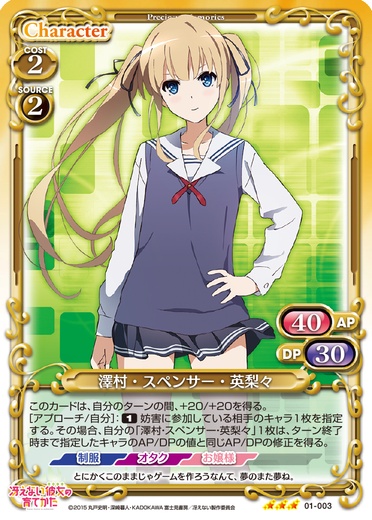 Precious Memories
Character
COST
2
SOURCE
2
40 AP
DP 30
澤村・スペンサー・英梨々
このカードは、自分のターンの間、+20/+20を得る。
[アプローチ/自分]：1 妨害に参加している相手のキャラ1枚を指定
する。その場合、自分の「澤村・スペンサー・英梨々」1枚は、ターン終了
時まで指定したキャラのAP/DPの値と同じAP/DPの修正を得る。
制服 オタク お嬢様
とにかくこのままじゃゲームを作ろうなんて、夢のまた夢ね。
冴えない彼女の育てかた
©2015 丸戸史明・深崎暮人・KADOKAWA 富士見書房/冴えない製作委員会
★★★ 01-003